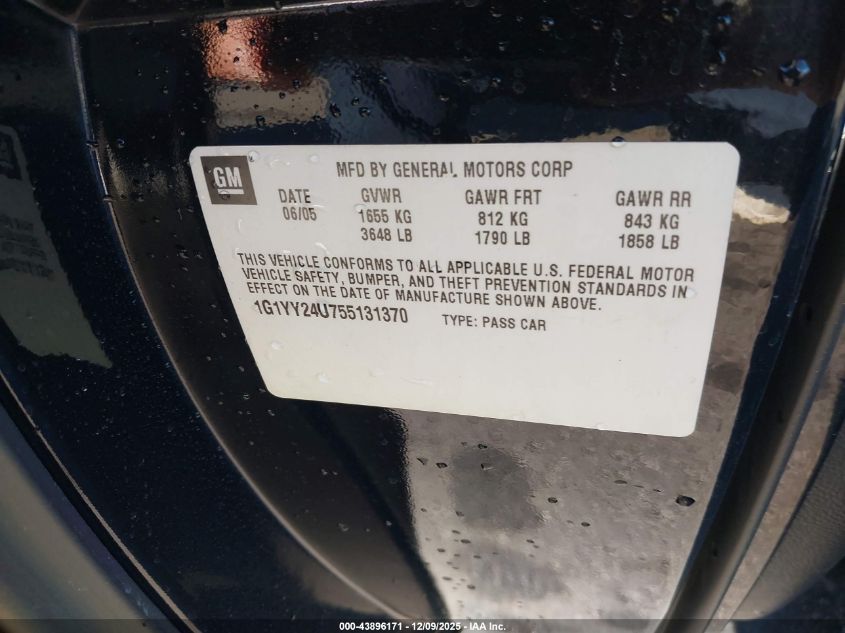 GM
MFD BY GENERAL MOTORS CORP
DATE GVWR GAWR FRT GAWR RR
06/05 1655 KG 812 KG 843 KG
3648 LB 1790 LB 1858 LB
THIS VEHICLE CONFORMS TO ALL APPLICABLE U.S. FEDERAL MOTOR
VEHICLE SAFETY, BUMPER, AND THEFT PREVENTION STANDARDS IN
EFFECT ON THE DATE OF MANUFACTURE SHOWN ABOVE.
1G1YY24U755131370 TYPE: PASS CAR
000-43896171 - 12/09/2025 - IAA Inc.